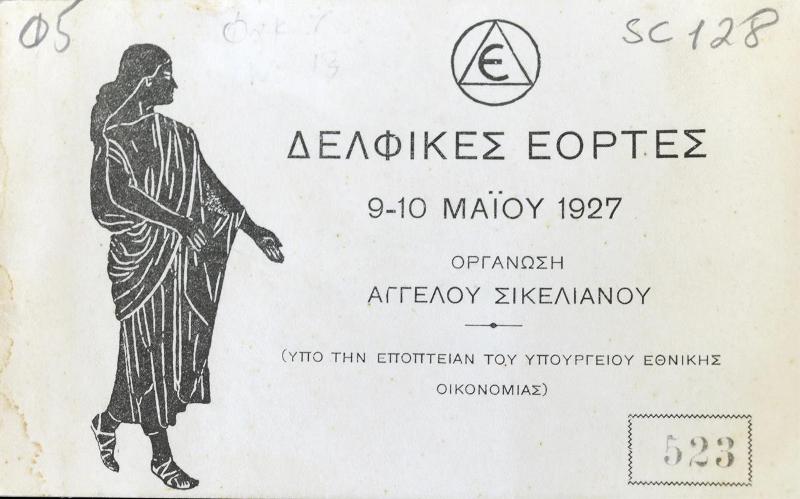 Φ5
SC 128
Ε
ΔΕΛΦΙΚΕΣ ΕΟΡΤΕΣ
9-10 ΜΑΪΟΥ 1927
ΟΡΓΑΝΩΣΗ
ΑΓΓΕΛΟΥ ΣΙΚΕΛΙΑΝΟΥ
(ΥΠΟ ΤΗΝ ΕΠΟΠΤΕΙΑΝ ΤΟΥ ΥΠΟΥΡΓΕΙΟΥ ΕΘΝΙΚΗΣ
ΟΙΚΟΝΟΜΙΑΣ)
523